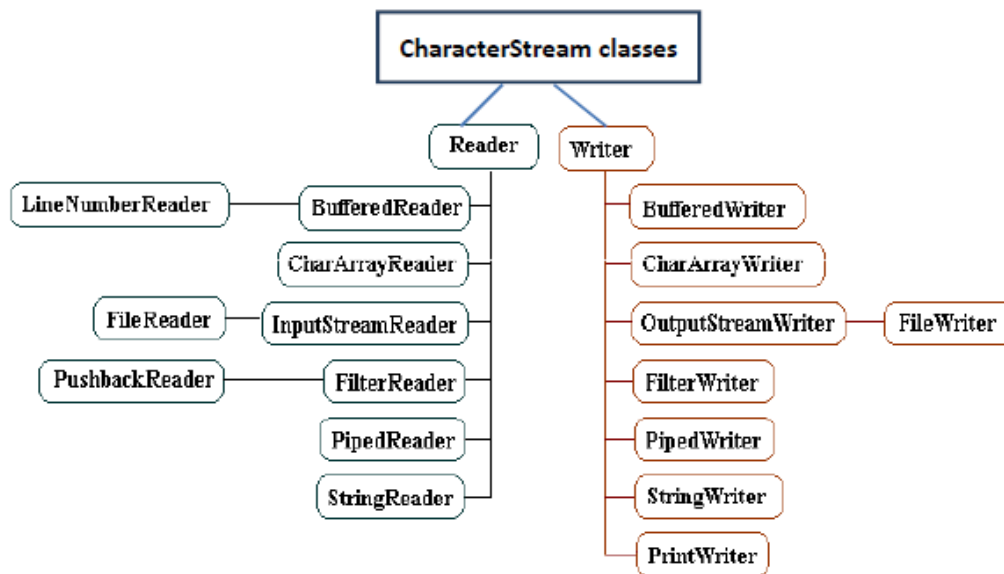 CharacterStream classes
Reader
Writer
LineNumberReader
BufferedReader
BufferedWriter
CharArrayReader
CharArrayWriter
FileReader
InputStreamReader
OutputStreamWriter
FileWriter
PushbackReader
FilterReader
FilterWriter
PipedReader
PipedWriter
StringReader
StringWriter
PrintWriter